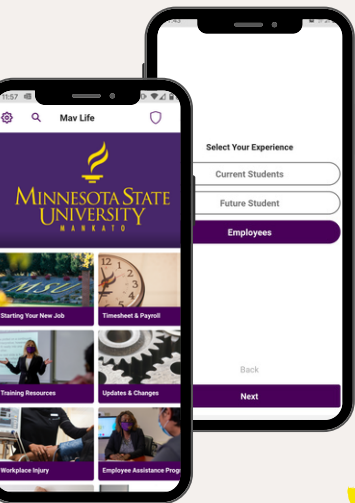 11:57
Mav Life
MINNESOTA STATE
UNIVERSITY
MANKATO
Starting Your New Job
Timesheet & Payroll
Training Resources
Updates & Changes
Workplace Injury
Employee Assistance Prog
Select Your Experience
Current Students
Future Student
Employees
Back
Next